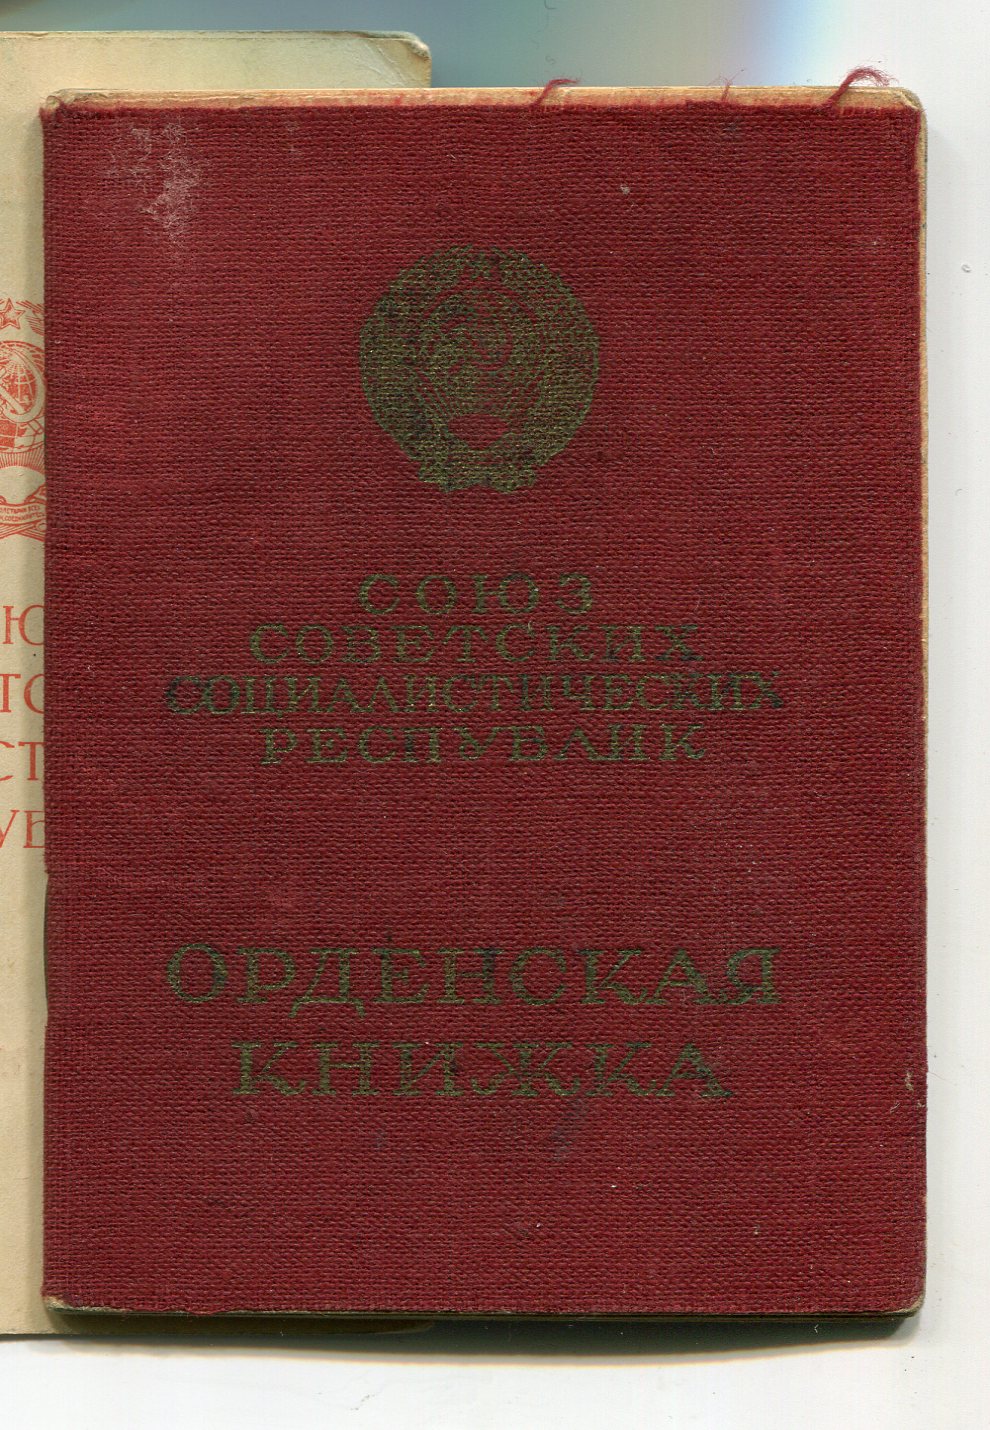 СОЮЗ
СОВЕТСКИХ
СОЦИАЛИСТИЧЕСКИХ
РЕСПУБЛИК
ОРДЕНСКАЯ
КНИЖКА